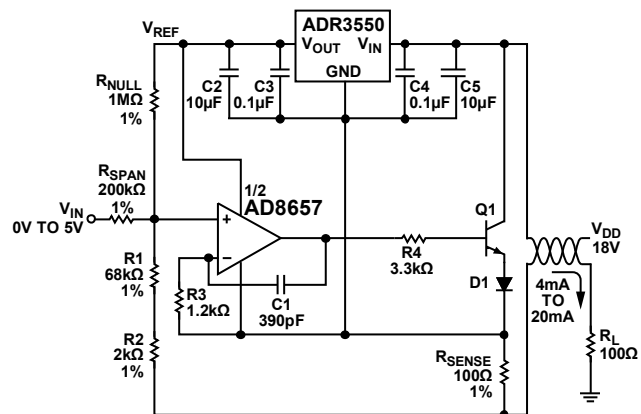 ADR3550
VREF
VOUT
VIN
GND
RNULL
1MΩ
1%
C2
10µF
C3
0.1µF
C4
0.1µF
C5
10µF
RSPAN
200kΩ
1%
VIN
0V TO 5V
1/2
AD8657
+
–
R1
68kΩ
1%
R2
2kΩ
1%
R3
1.2kΩ
C1
390pF
R4
3.3kΩ
Q1
D1
VDD
18V
4mA
TO
20mA
RL
100Ω
RSENSE
100Ω
1%